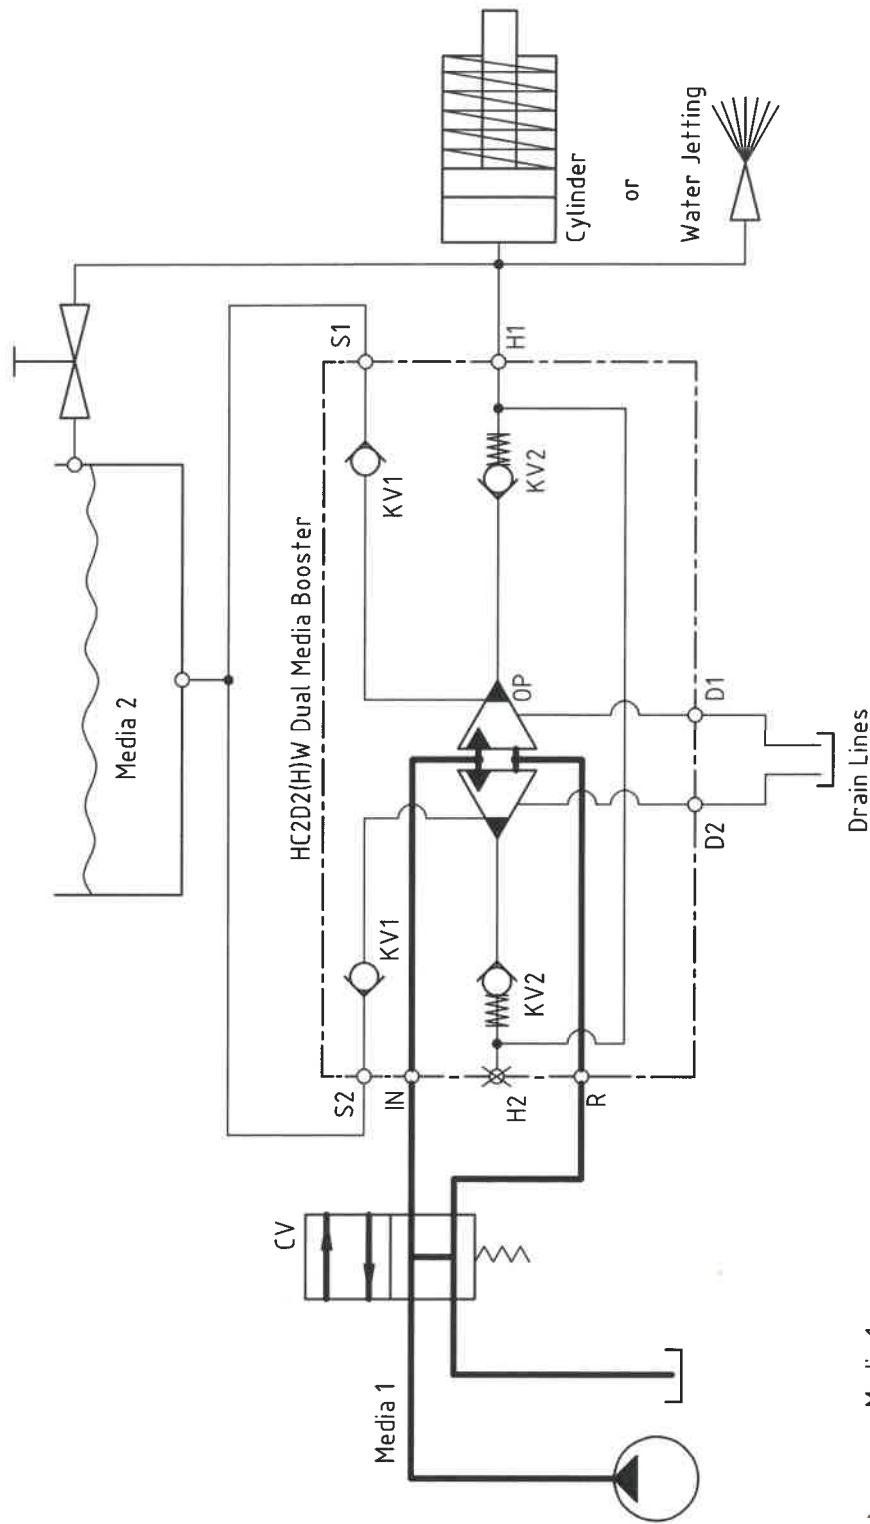 Media 2
Cylinder
or
Water Jetting
HC2D2(H)W Dual Media Booster
S1
H1
KV1
KV2
OP
KV1
KV2
S2
IN
H2
R
D1
D2
Drain Lines
CV
Media 1